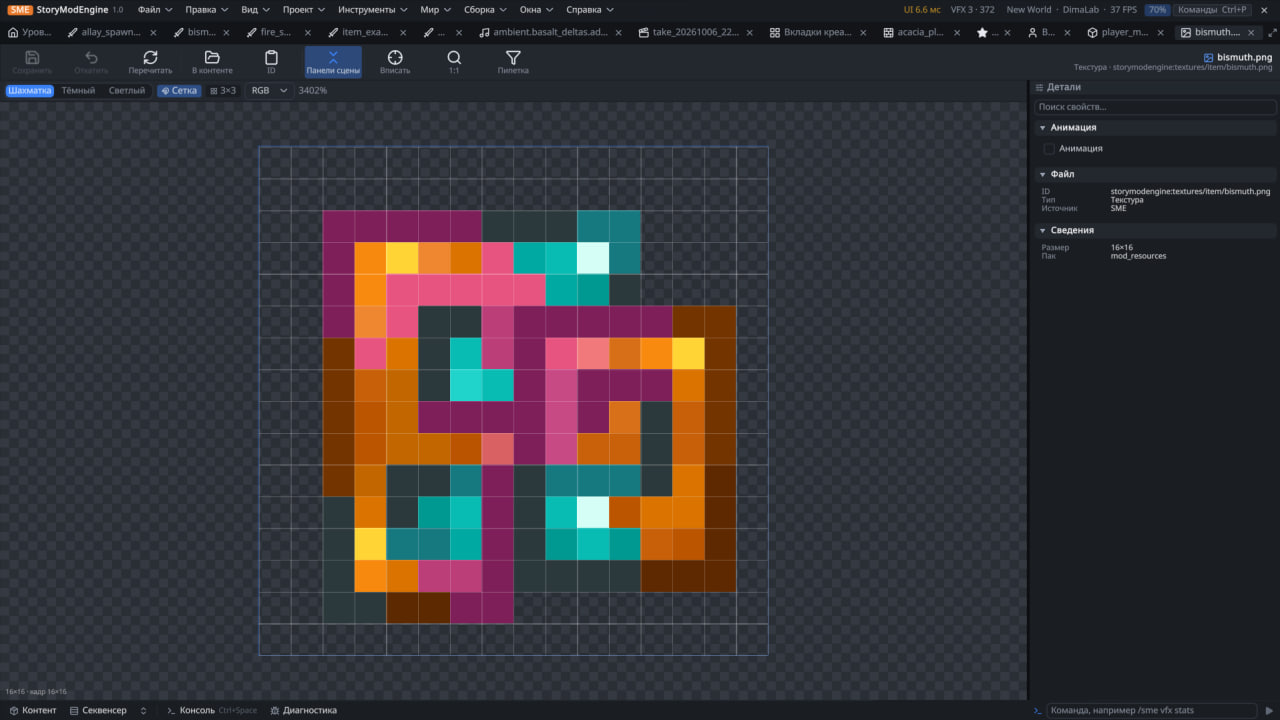 SME StoryModEngine 1.0 Файл Правка Вид Проект Инструменты Мир Сборка Окно Справка UI 6.6 мс VFX 3 · 372 New World · DimaLab · 37 FPS 70% Команды Ctrl+P
Уров... allay_spawn... bism... fire_s... item_exa... ... ambient.basalt_deltas.ad... take_20261006_22... Вкладки креа... acacia_pl... ... B... player_m... bismuth....
Сохранить Откатить Перечитать В контенте ID Панели сцены Вписать 1:1 Пипетка
bismuth.png
Текстура · storymodengine:textures/item/bismuth.png
Шахматка Тёмный Светлый Сетка 3×3 RGB 3402%
Детали
Поиск свойств...
Анимация
Анимация
Файл
ID storymodengine:textures/item/bismuth.png
Тип Текстура
Источник SME
Сведения
Размер 16×16
Пак mod_resources
16×16 · кадр 16×16
Контент Секвенсер Консоль Ctrl+Space Диагностика Команда, например /sme vfx stats